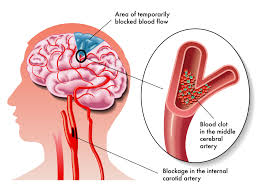 Area of temporarily
blocked blood flow
Blood clot
in the middle
cerebral
artery
Blockage in the internal
carotid artery